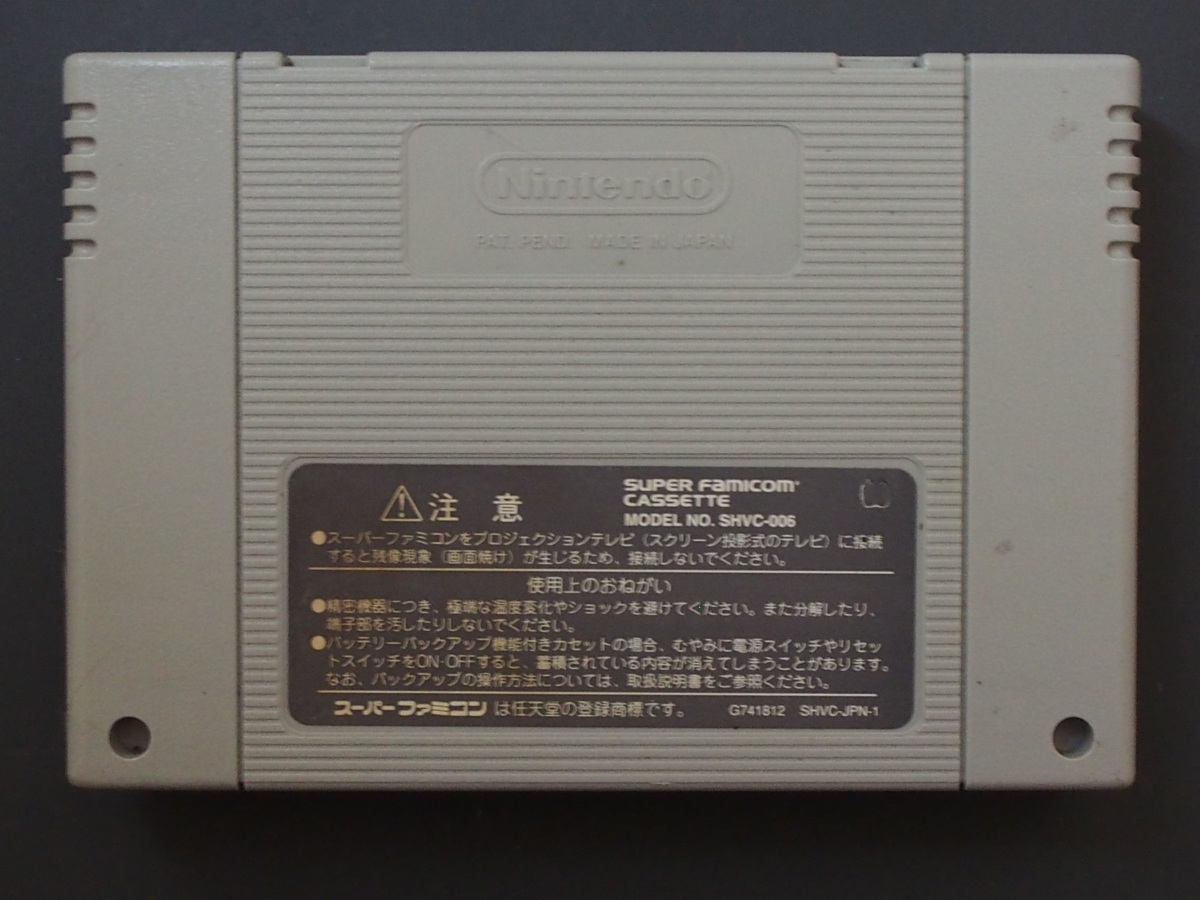 Nintendo
PAT. PEND. MADE IN JAPAN
⚠注 意
SUPER FAMICOM
CASSETTE
MODEL NO. SHVC-006
●スーパーファミコンをプロジェクションテレビ(スクリーン投影式のテレビ)に接続
すると残像現象(画面焼け)が生じるため、接続しないでください。
使用上のおねがい
●精密機器につき、極端な温度変化やショックを避けてください。また分解したり、
端子部を汚したりしないでください。
●バッテリーバックアップ機能付きカセットの場合、むやみに電源スイッチやリセッ
トスイッチをON・OFFすると、蓄積されている内容が消えてしまうことがあります。
なお、バックアップの操作方法については、取扱説明書をご参照ください。
スーパーファミコンは任天堂の登録商標です。 G741812 SHVC-JPN-1